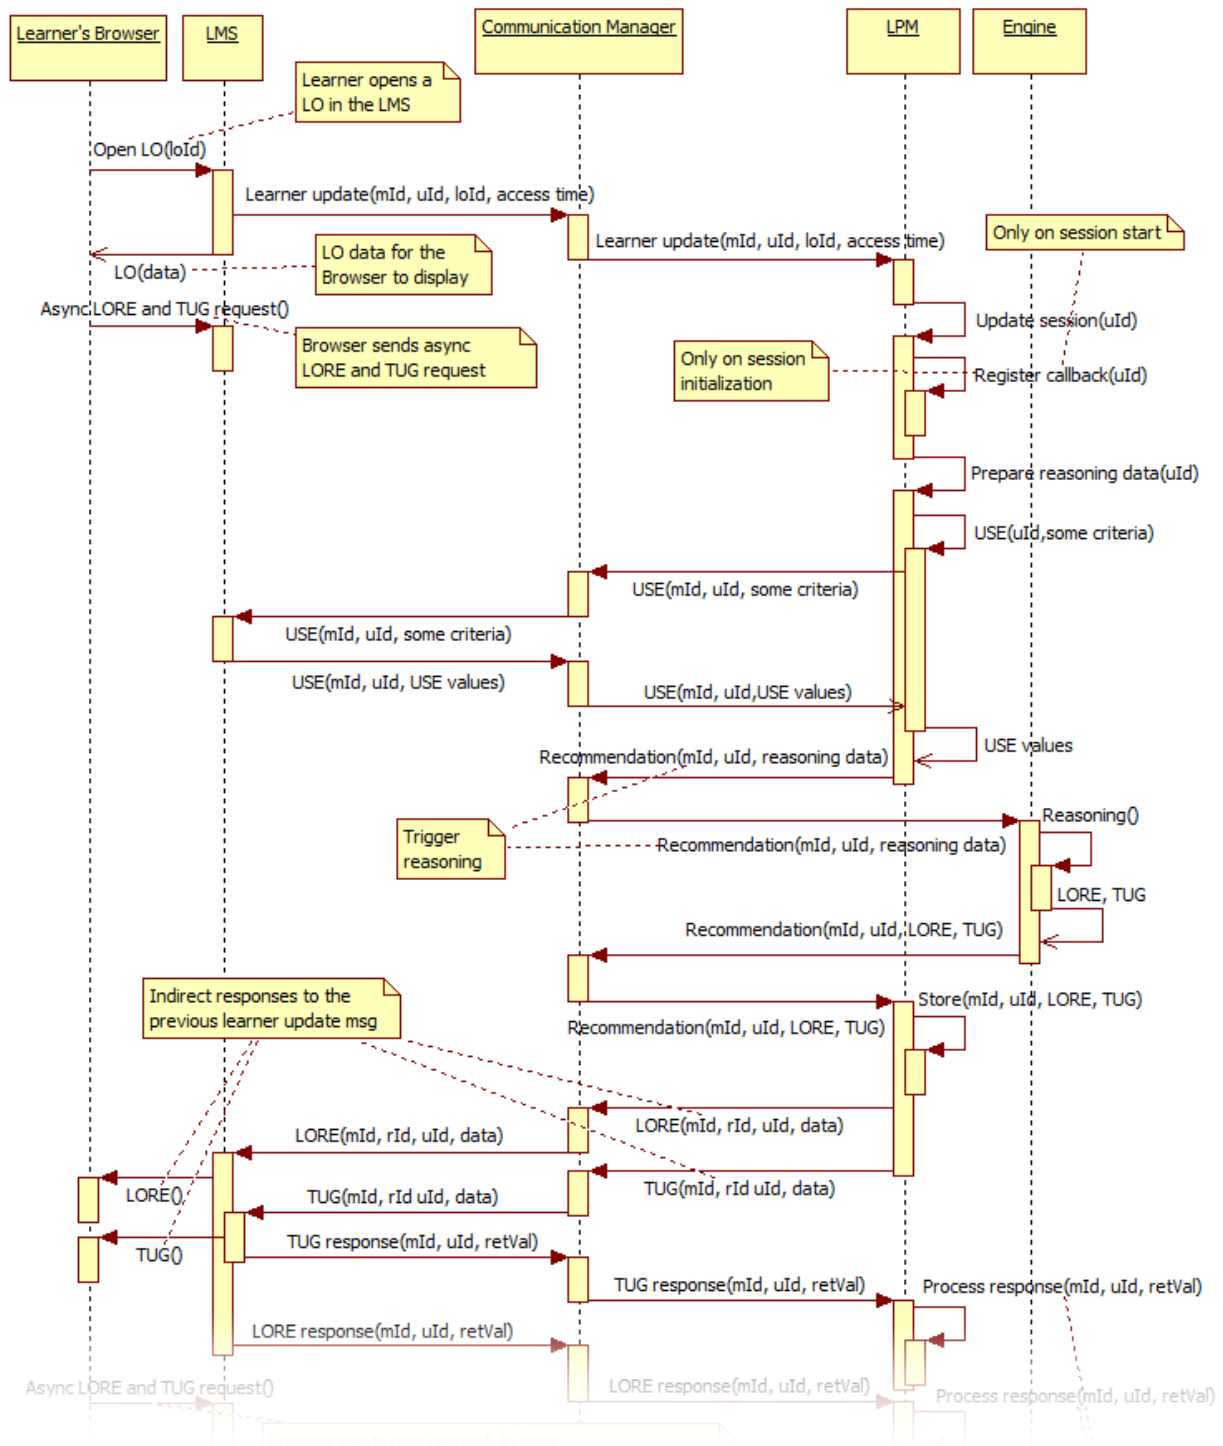 Learner's Browser
LMS
Communication Manager
LPM
Engine
Learner opens a
LO in the LMS
Open LO(loId)
Learner update(mId, uId, loId, access time)
Only on session start
Learner update(mId, uId, loId, access time)
LO data for the
Browser to display
LO(data)
Async LORE and TUG request()
Update session(uId)
Browser sends async
LORE and TUG request
Only on session
initialization
Register callback(uId)
Prepare reasoning data(uId)
USE(uId,some criteria)
USE(mId, uId, some criteria)
USE(mId, uId, some criteria)
USE(mId, uId, USE values)
USE(mId, uId,USE values)
USE values
Recommendation(mId, uId, reasoning data)
Reasoning()
Trigger
reasoning
Recommendation(mId, uId, reasoning data)
LORE, TUG
Recommendation(mId, uId, LORE, TUG)
Indirect responses to the
previous learner update msg
Store(mId, uId, LORE, TUG)
Recommendation(mId, uId, LORE, TUG)
LORE(mId, rId, uId, data)
LORE(mId, rId, uId, data)
TUG(mId, rId uId, data)
LORE()
TUG(mId, rId uId, data)
TUG()
TUG response(mId, uId, retVal)
TUG response(mId, uId, retVal)
Process response(mId, uId, retVal)
LORE response(mId, uId, retVal)
Async LORE and TUG request()
LORE response(mId, uId, retVal)
Process response(mId, uId, retVal)
Browser sends new request, in case